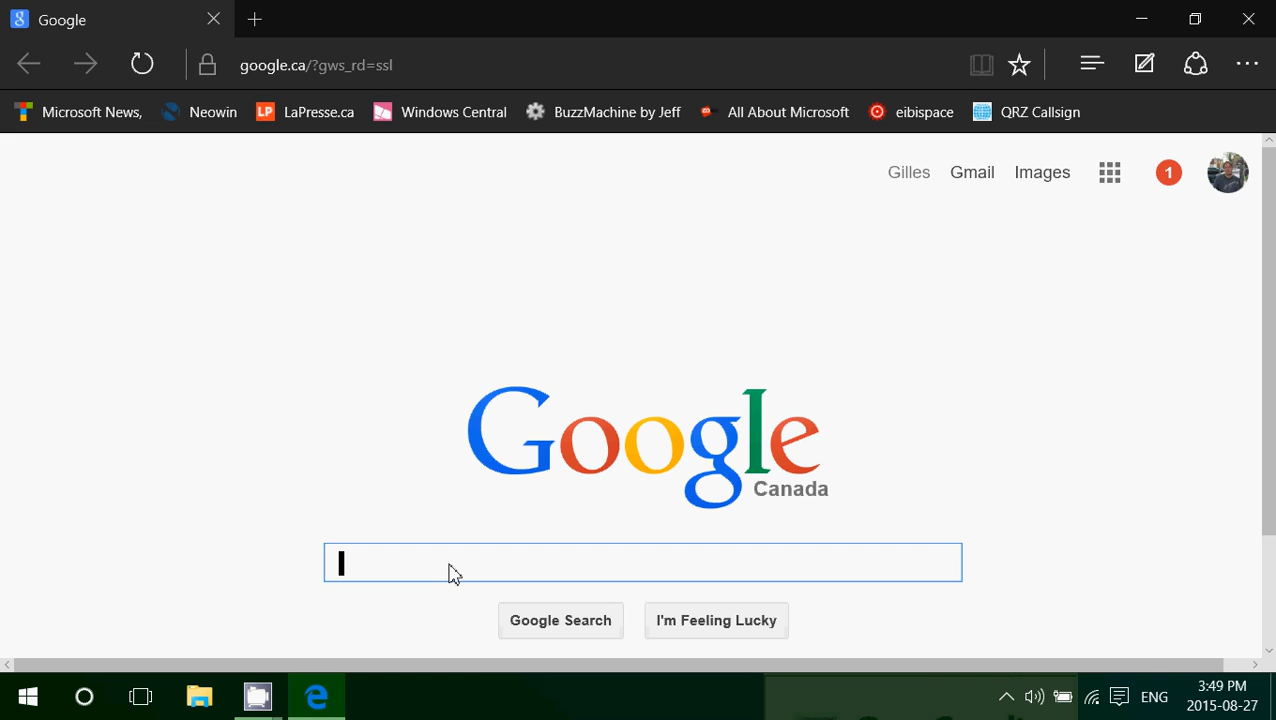 Google
google.ca/?gws_rd=ssl
Microsoft News, Neowin LP LaPresse.ca Windows Central BuzzMachine by Jeff All About Microsoft eibispace QRZ Callsign
Gilles Gmail Images 1
Google
Canada
Google Search I'm Feeling Lucky
ENG 3:49 PM
2015-08-27